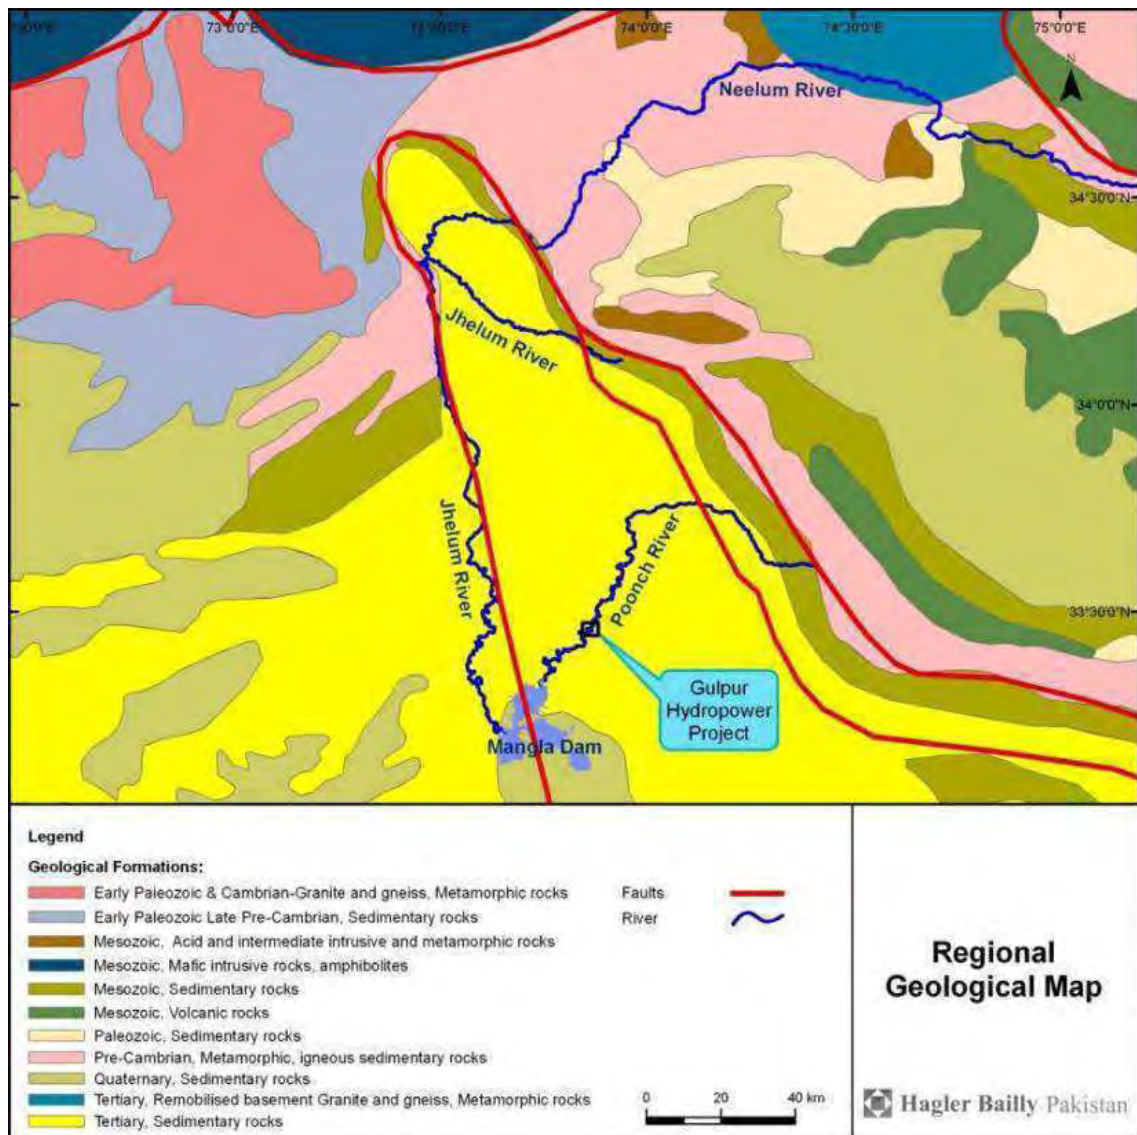 73°0'0"E
74°0'0"E
74°30'0"E
75°0'0"E
N
Neelum River
34°30'0"N
Jhelum River
34°0'0"N
Jhelum River
Poonch River
33°30'0"N
Gulpur
Hydropower
Project
Mangla Dam
Legend
Geological Formations:
Early Paleozoic & Cambrian-Granite and gneiss, Metamorphic rocks
Early Paleozoic Late Pre-Cambrian, Sedimentary rocks
Mesozoic, Acid and intermediate intrusive and metamorphic rocks
Mesozoic, Mafic intrusive rocks, amphibolites
Mesozoic, Sedimentary rocks
Mesozoic, Volcanic rocks
Paleozoic, Sedimentary rocks
Pre-Cambrian, Metamorphic, igneous sedimentary rocks
Quaternary, Sedimentary rocks
Tertiary, Remobilised basement Granite and gneiss, Metamorphic rocks
Tertiary, Sedimentary rocks
Faults
River
0 20 40 km
Regional
Geological Map
Hagler Bailly Pakistan